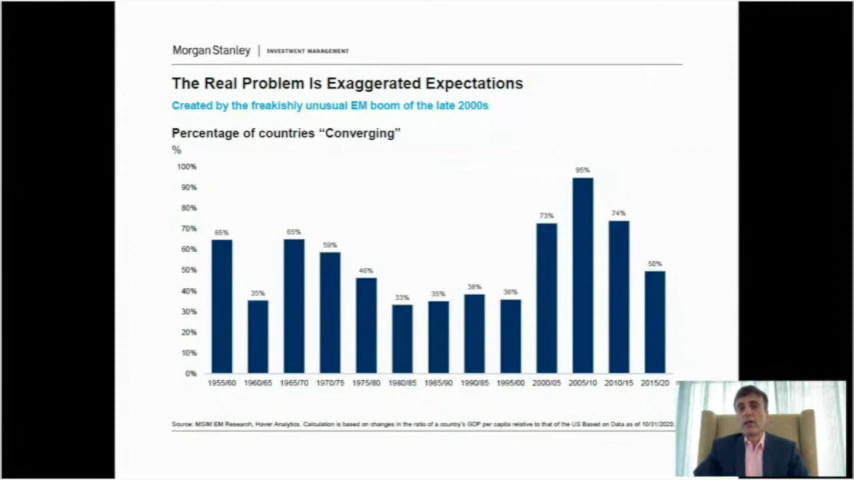 Morgan Stanley | INVESTMENT MANAGEMENT
The Real Problem Is Exaggerated Expectations
Created by the freakishly unusual EM boom of the late 2000s
Percentage of countries “Converging”
%
100%
90%
80%
70%
60%
50%
40%
30%
20%
10%
0%
65% 35% 65% 59% 46% 33% 35% 38% 36% 73% 95% 74% 50%
1955/60 1960/65 1965/70 1970/75 1975/80 1980/85 1985/90 1990/85 1995/00 2000/05 2005/10 2010/15 2015/20
Source: MSIM EM Research, Haver Analytics. Calculation is based on changes in the ratio of a country's GDP per capita relative to that of the US Based on Data as of 10/31/2020.